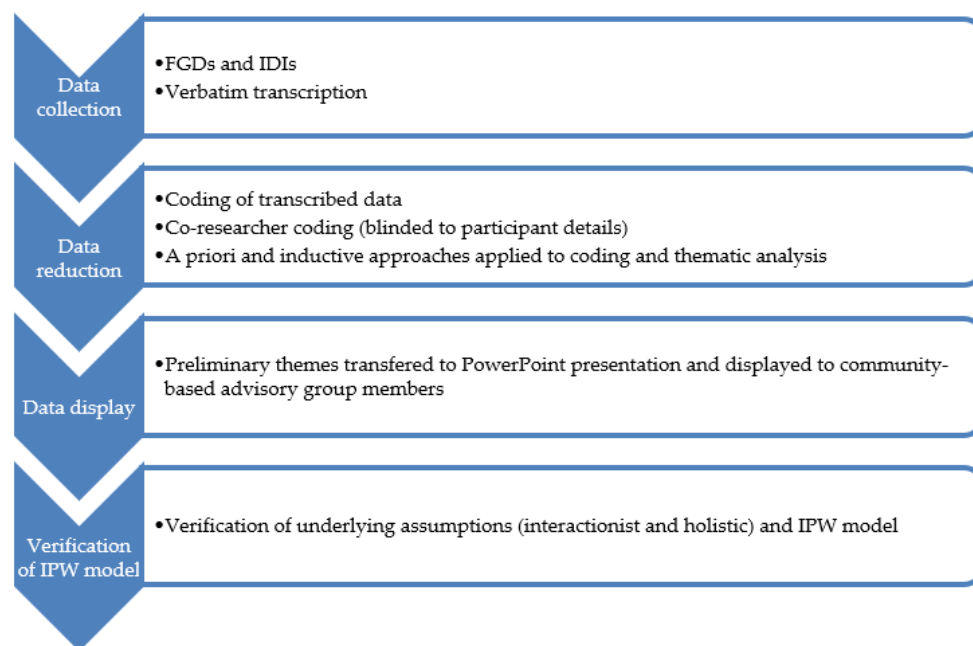 Data
collection
•FGDs and IDIs
•Verbatim transcription
Data
reduction
•Coding of transcribed data
•Co-researcher coding (blinded to participant details)
•A priori and inductive approaches applied to coding and thematic analysis
Data display
•Preliminary themes transfered to PowerPoint presentation and displayed to community-
based advisory group members
Verification
of IPW model
•Verification of underlying assumptions (interactionist and holistic) and IPW model